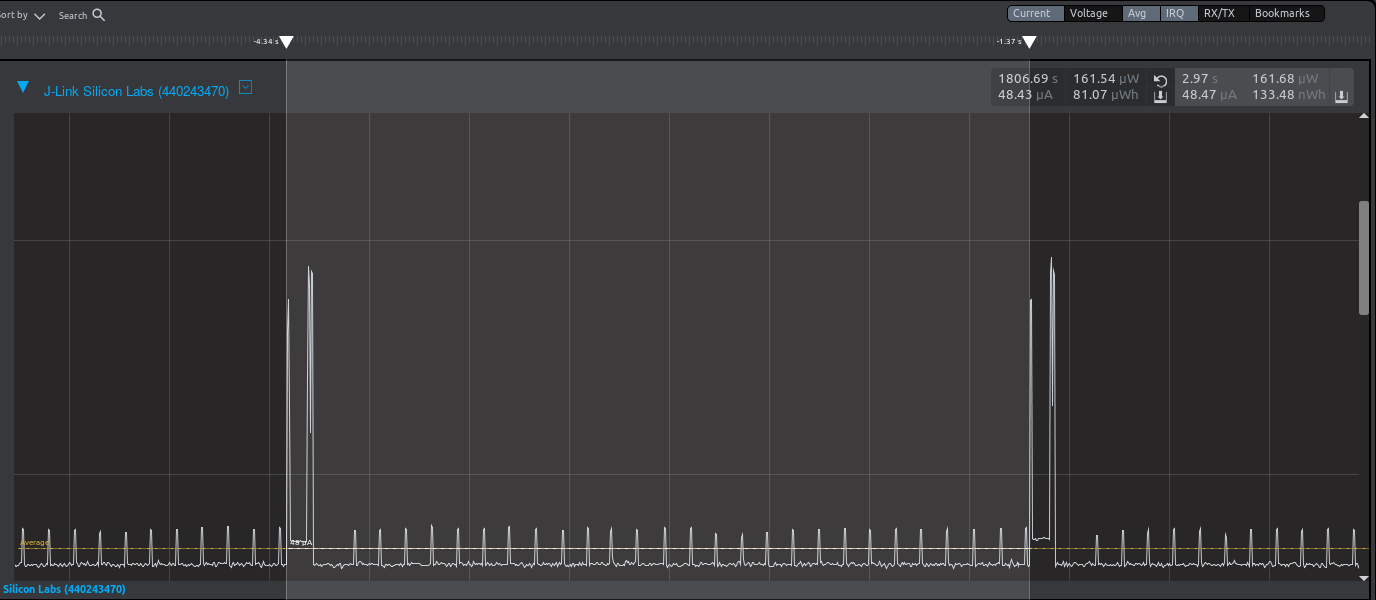 ort by Search Current Voltage Avg IRQ RX/TX Bookmarks
-4.34 s -1.37 s
J-Link Silicon Labs (440243470)
1806.69 s 161.54 µW 2.97 s 161.68 µW
48.43 µA 81.07 µWh 48.47 µA 133.48 nWh
Average 48 µA
Silicon Labs (440243470)